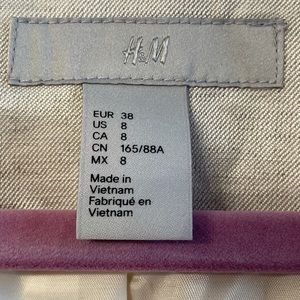 H&M
EUR 38
US 8
CA 8
CN 165/88A
MX 8
Made in
Vietnam
Fabriqué en
Vietnam